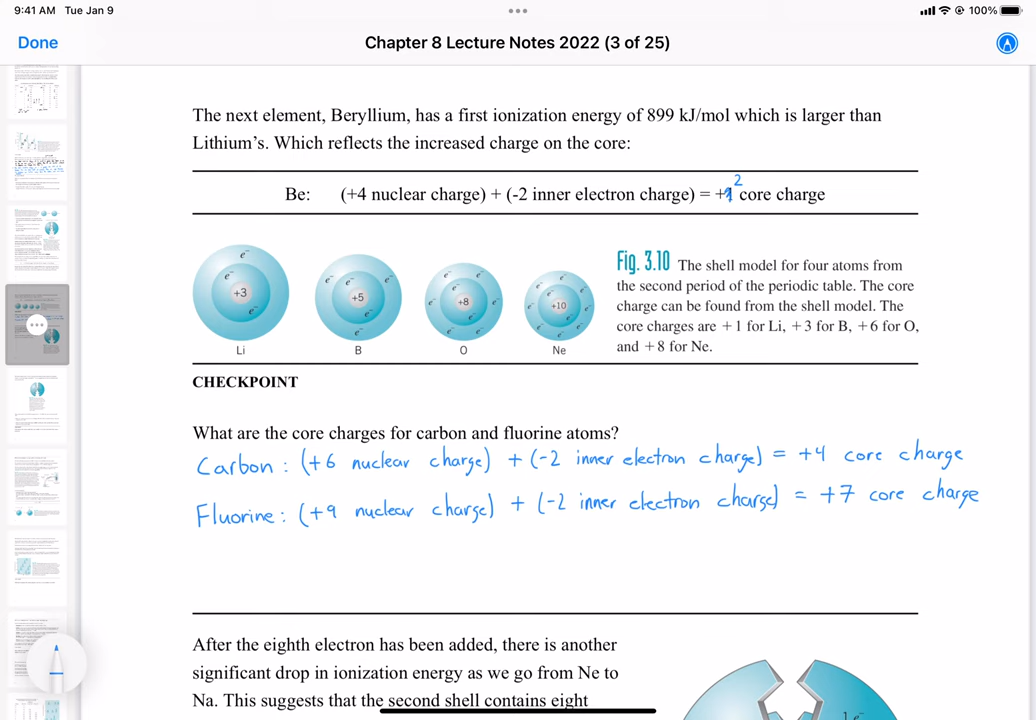 9:41 AM Tue Jan 9
100%
Done
Chapter 8 Lecture Notes 2022 (3 of 25)
The next element, Beryllium, has a first ionization energy of 899 kJ/mol which is larger than
Lithium's. Which reflects the increased charge on the core:
Be: (+4 nuclear charge) + (-2 inner electron charge) = +2 core charge
e⁻ e⁻ +3 e⁻
e⁻ e⁻ e⁻ +5 e⁻ e⁻
e⁻ e⁻ e⁻ e⁻ +8 e⁻ e⁻ e⁻ e⁻
e⁻ e⁻ e⁻ e⁻ +10 e⁻ e⁻ e⁻ e⁻ e⁻ e⁻
Li
B
O
Ne
Fig. 3.10 The shell model for four atoms from
the second period of the periodic table. The core
charge can be found from the shell model. The
core charges are +1 for Li, +3 for B, +6 for O,
and +8 for Ne.
CHECKPOINT
What are the core charges for carbon and fluorine atoms?
Carbon : (+6 nuclear charge) + (-2 inner electron charge) = +4 core charge
Fluorine : (+9 nuclear charge) + (-2 inner electron charge) = +7 core charge
After the eighth electron has been added, there is another
significant drop in ionization energy as we go from Ne to
Na. This suggests that the second shell contains eight
1 e⁻